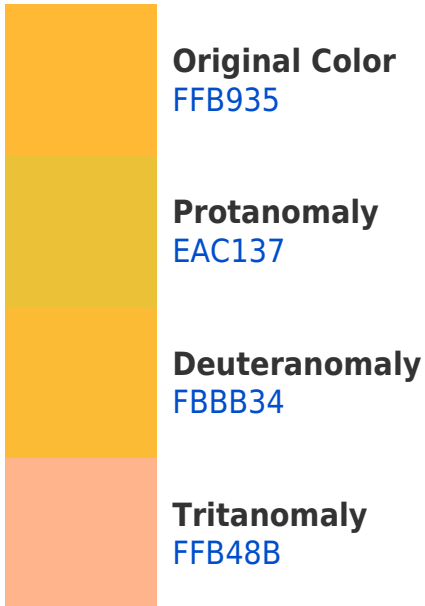 Original Color
FFB935
Protanomaly
EAC137
Deuteranomaly
FBBB34
Tritanomaly
FFB48B